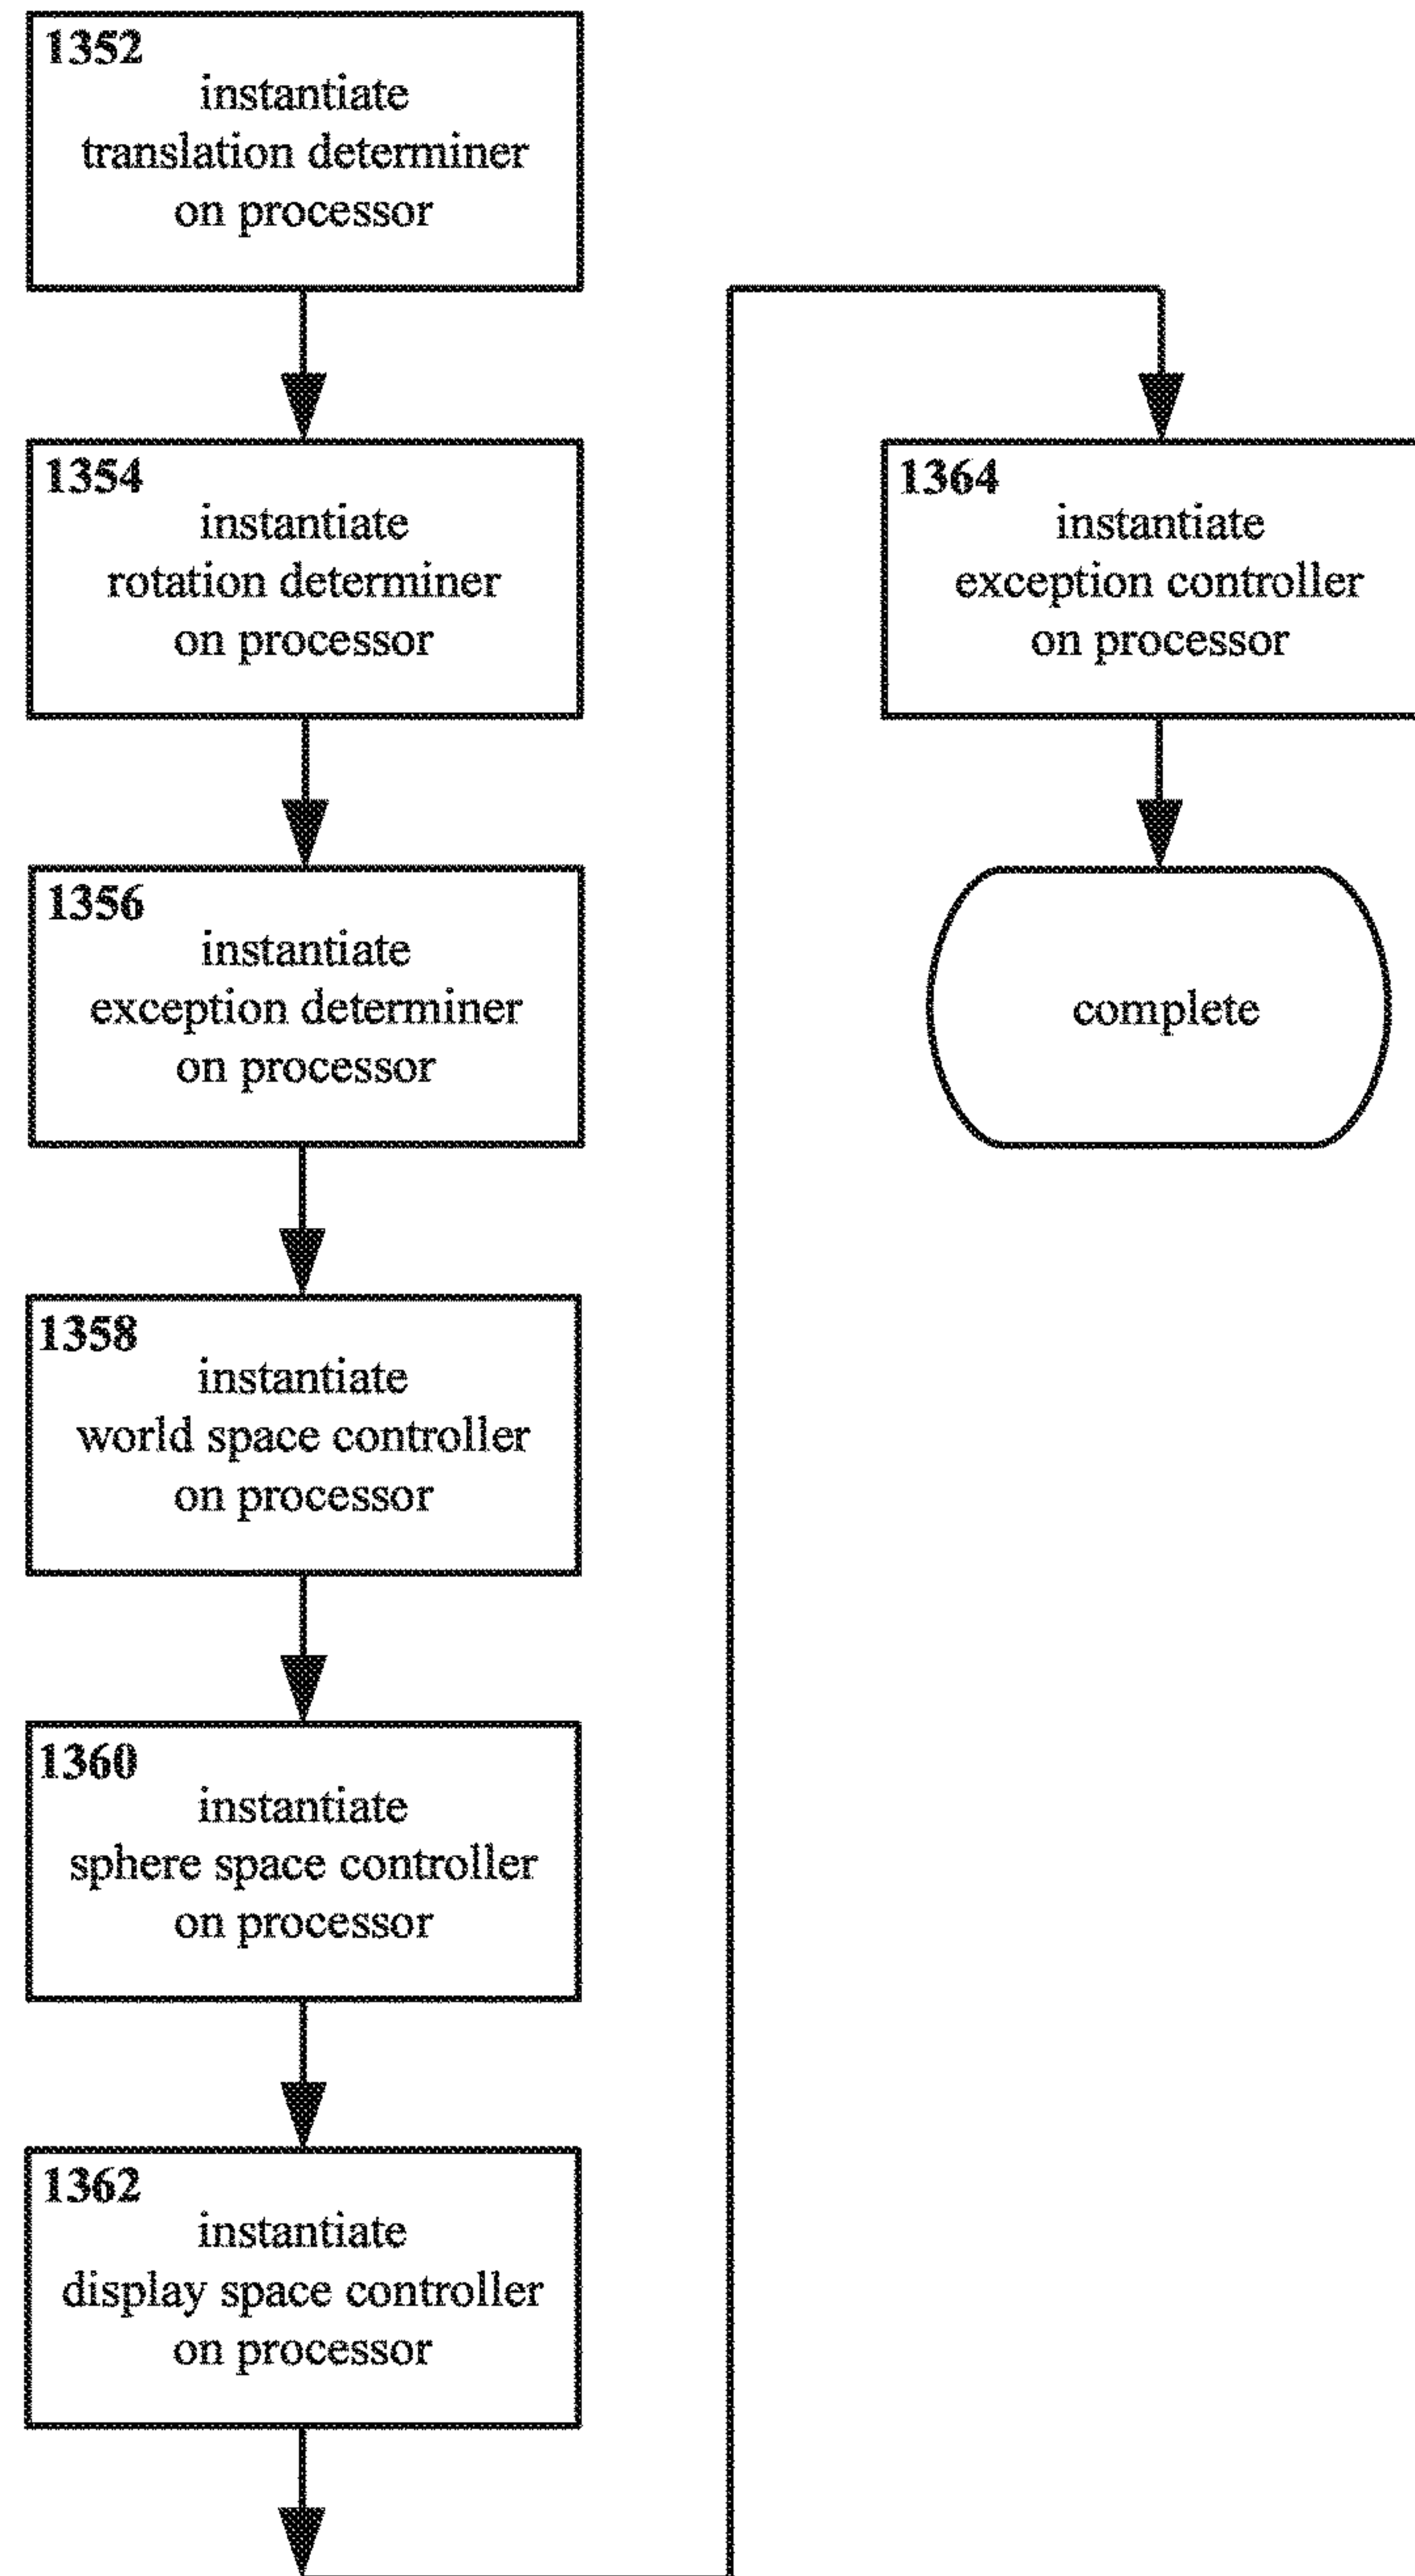 1352
instantiate
translation determiner
on processor
1354
instantiate
rotation determiner
on processor
1356
instantiate
exception determiner
on processor
1358
instantiate
world space controller
on processor
1360
instantiate
sphere space controller
on processor
1362
instantiate
display space controller
on processor
1364
instantiate
exception controller
on processor
complete